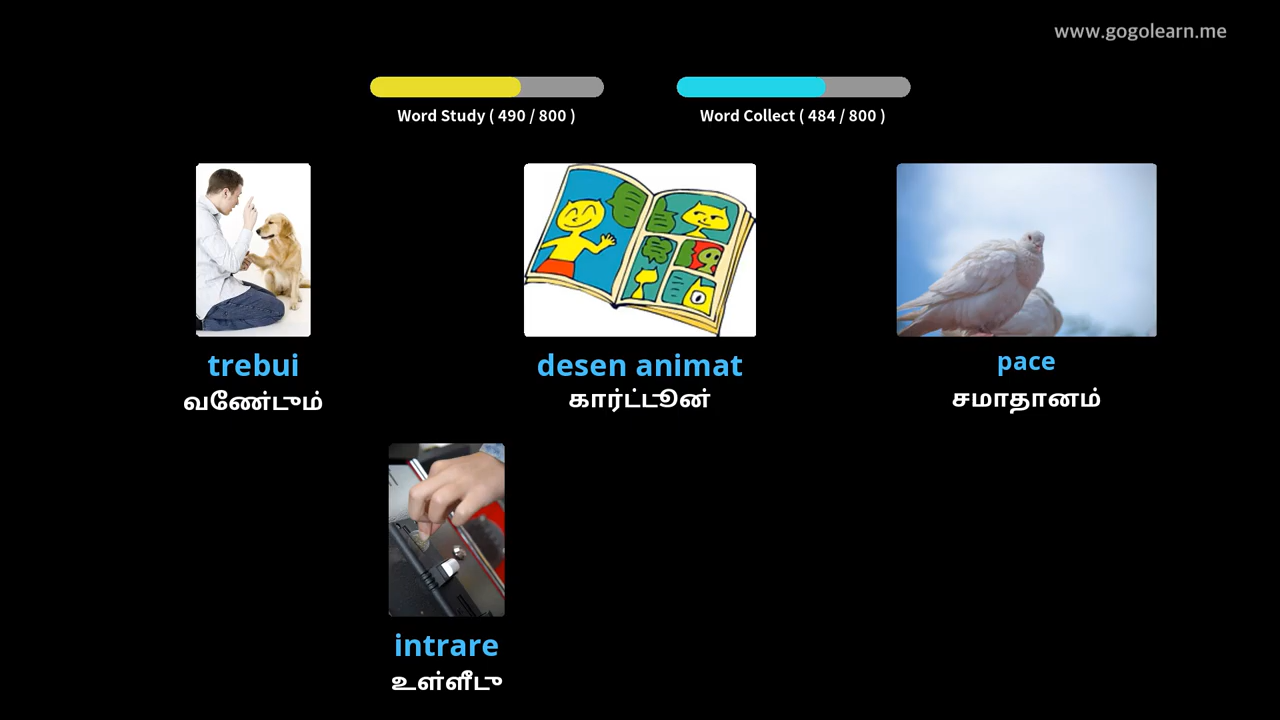 www.gogolearn.me
Word Study ( 490 / 800 )
Word Collect ( 484 / 800 )
trebui
வேண்டும்
desen animat
கார்ட்டூன்
pace
சமாதானம்
intrare
உள்ளீடு